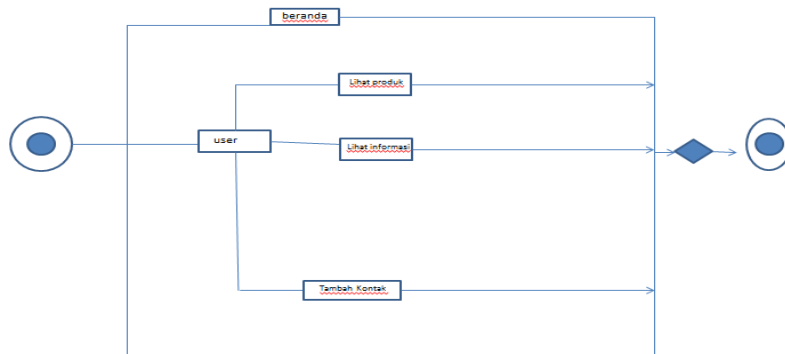 beranda
Lihat produk
user
Lihat informasi
Tambah Kontak